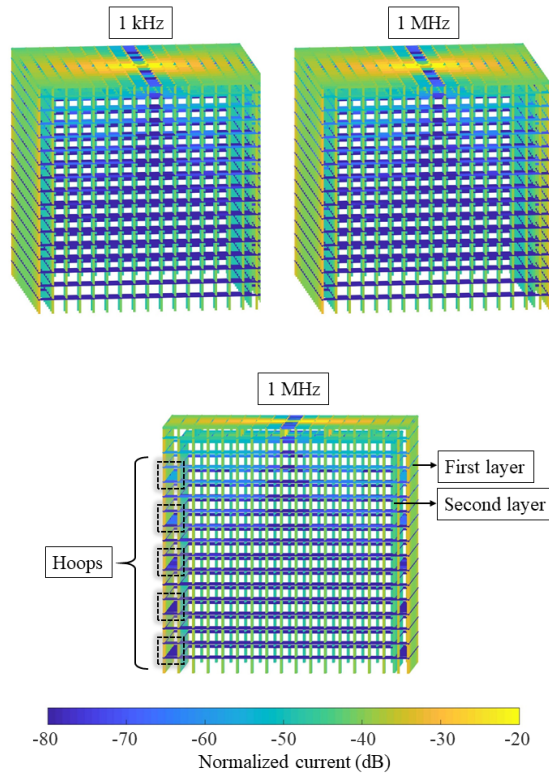 1 kHz
1 MHz
1 MHz
First layer
Second layer
Hoops
-80 -70 -60 -50 -40 -30 -20
Normalized current (dB)